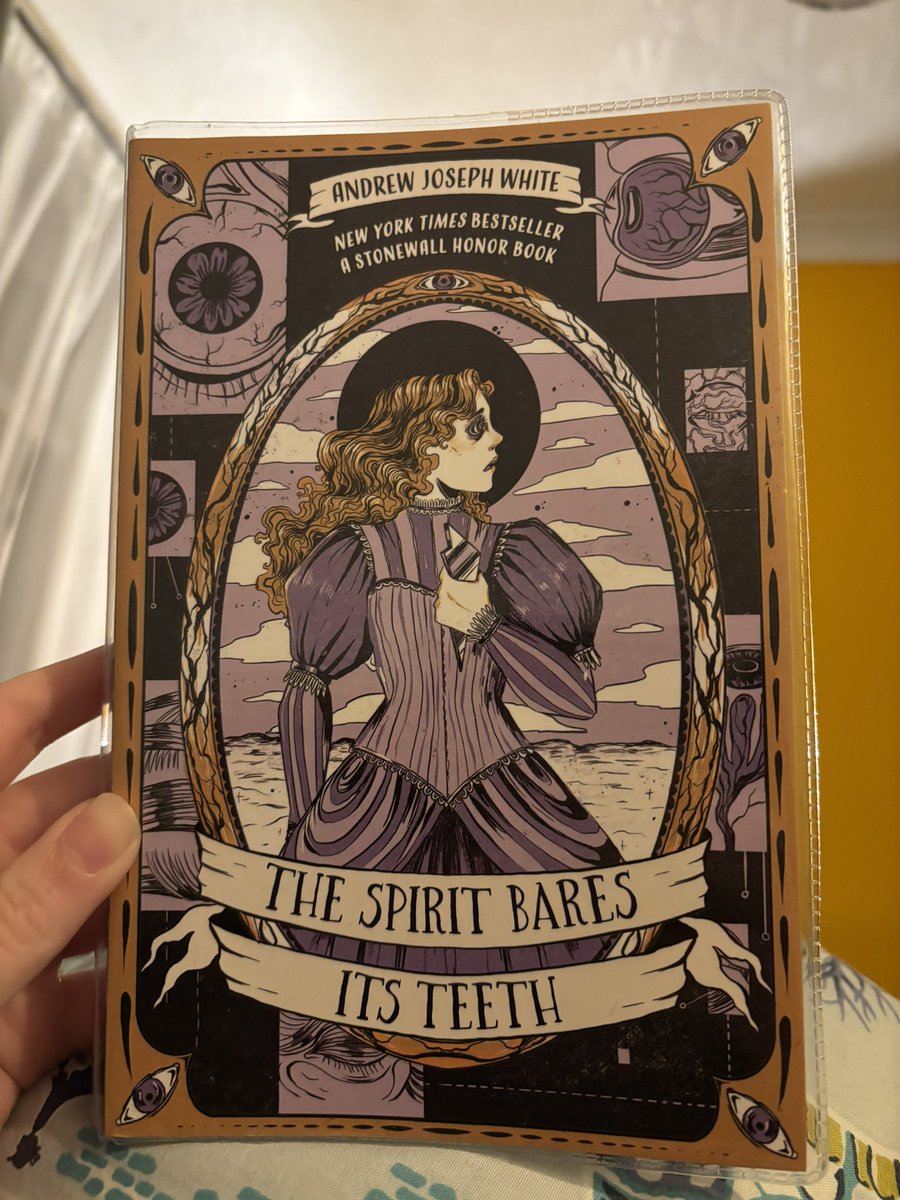 ANDREW JOSEPH WHITE
NEW YORK TIMES BESTSELLER
A STONEWALL HONOR BOOK
THE SPIRIT BARES
ITS TEETH